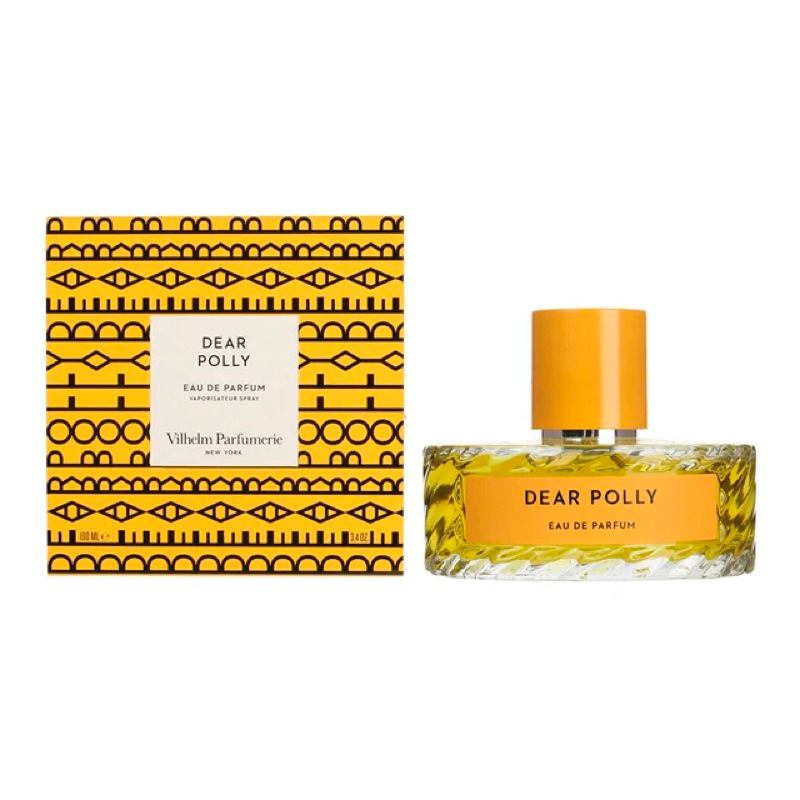 DEAR
POLLY
EAU DE PARFUM
VAPORISATEUR SPRAY
Vilhelm Parfumerie
NEW YORK
100 ML e
3.4 OZ.
DEAR POLLY
EAU DE PARFUM